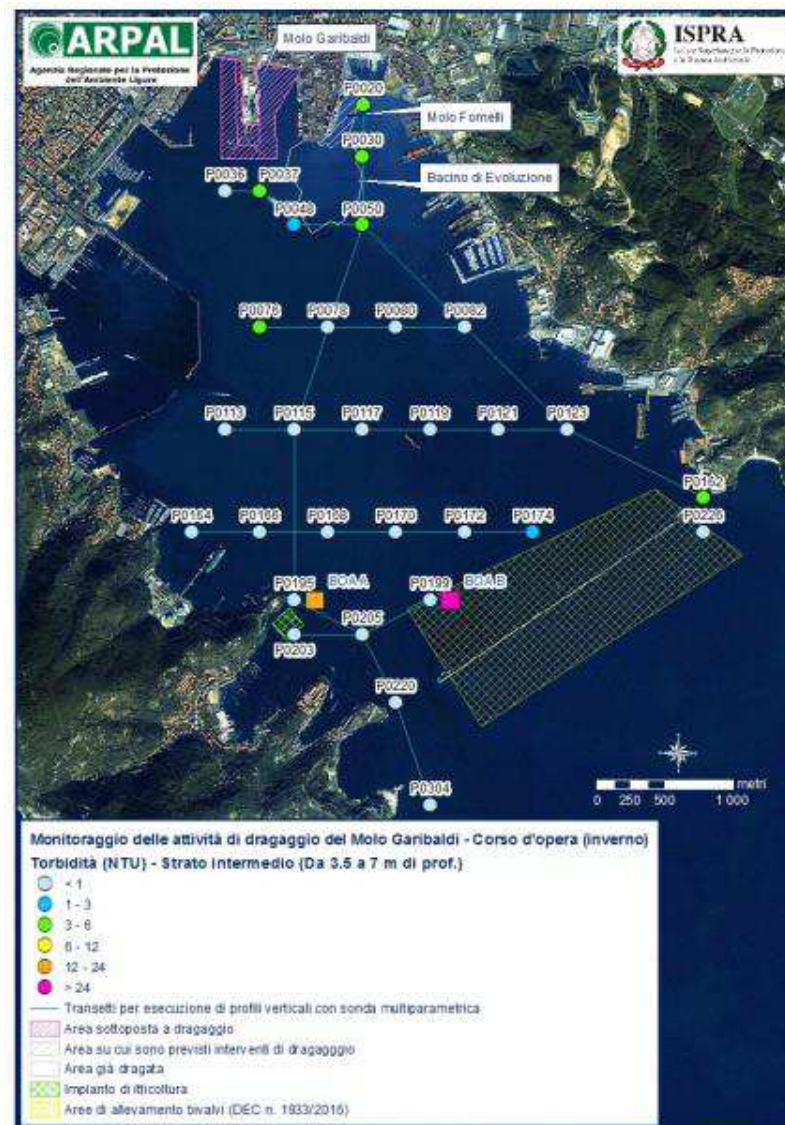 ARPAL
Agenzia Regionale per la Protezione
dell'Ambiente Ligure
Molo Garibaldi
ISPRA
P0020
Molo Fornelli
P0030
Bacino di Evoluzione
P0036
P0037
P0048
P0050
P0076
P0078
P0080
P0082
P0113
P0115
P0117
P0119
P0121
P0123
P0162
P0164
P0166
P0168
P0170
P0172
P0174
P0226
P0195
BOA A
P0199
BOA B
P0203
P0205
P0220
P0304
metri
0 250 500 1 000
Monitoraggio delle attività di dragaggio del Molo Garibaldi - Corso d'opera (inverno)
Torbidità (NTU) - Strato intermedio (Da 3.5 a 7 m di prof.)
< 1
1 - 3
3 - 6
6 - 12
12 - 24
> 24
Transetti per esecuzione di profili verticali con sonda multiparametrica
Area sottoposta a dragaggio
Area su cui sono previsti interventi di dragagggio
Area già dragata
Impianto di itticoltura
Aree di allevamento bivalvi (DEC n. 1933/2016)